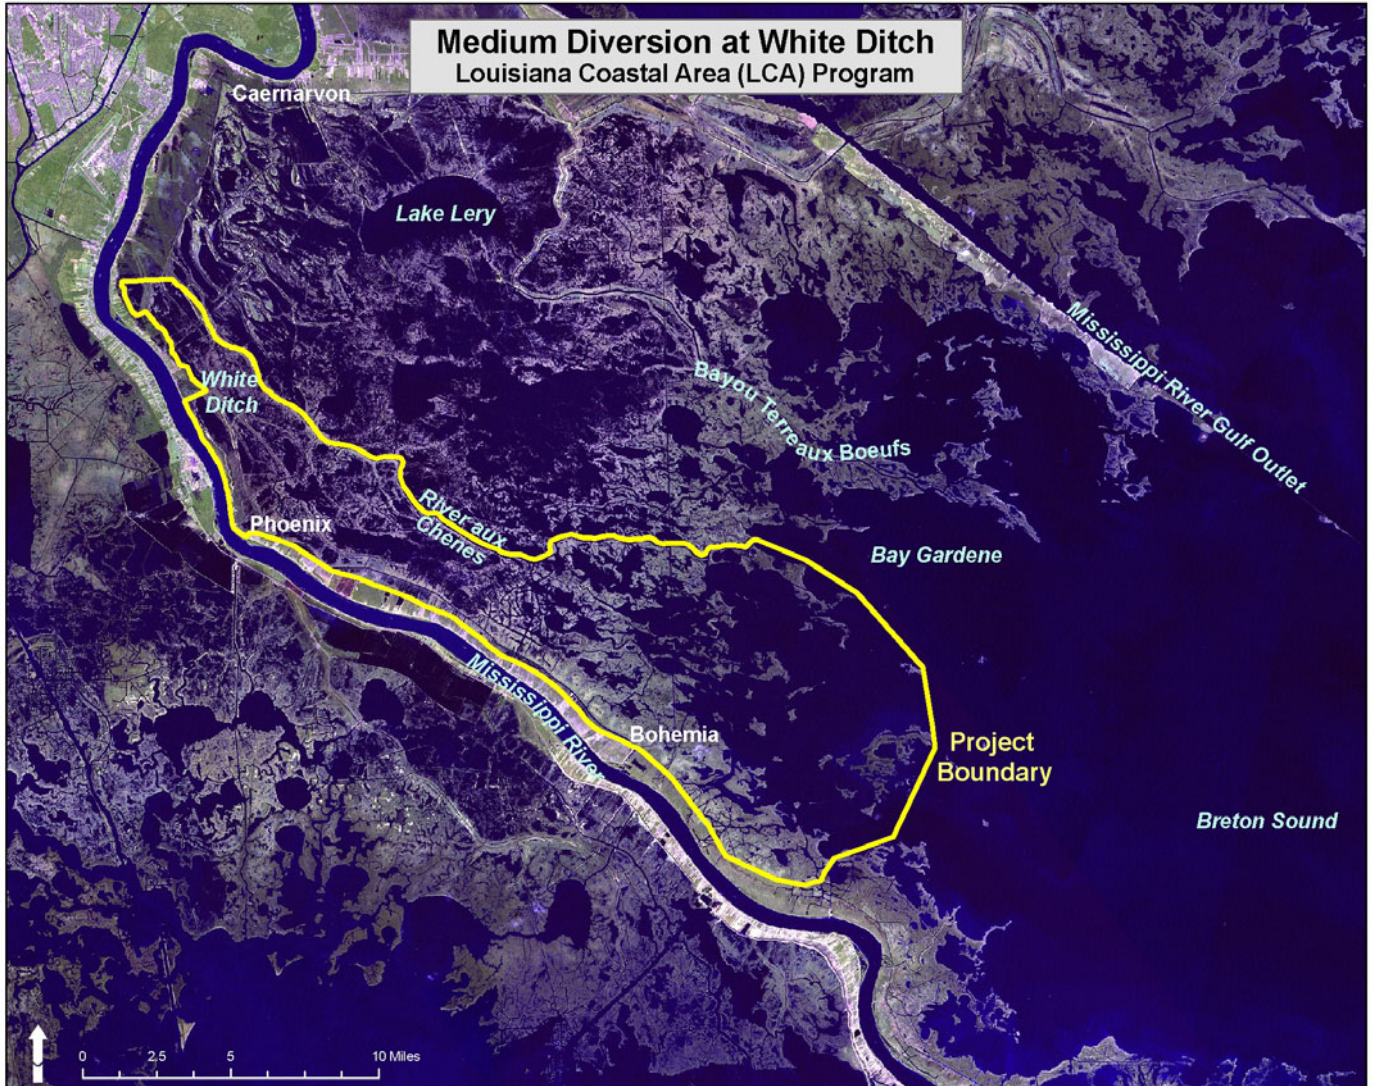 Medium Diversion at White Ditch
Louisiana Coastal Area (LCA) Program
Caernarvon
Lake Lery
Mississippi River Gulf Outlet
White
Ditch
Bayou Terreaux Boeufs
River aux
Chenes
Phoenix
Bay Gardene
Mississippi River
Bohemia
Project
Boundary
Breton Sound
0 2.5 5 10 Miles